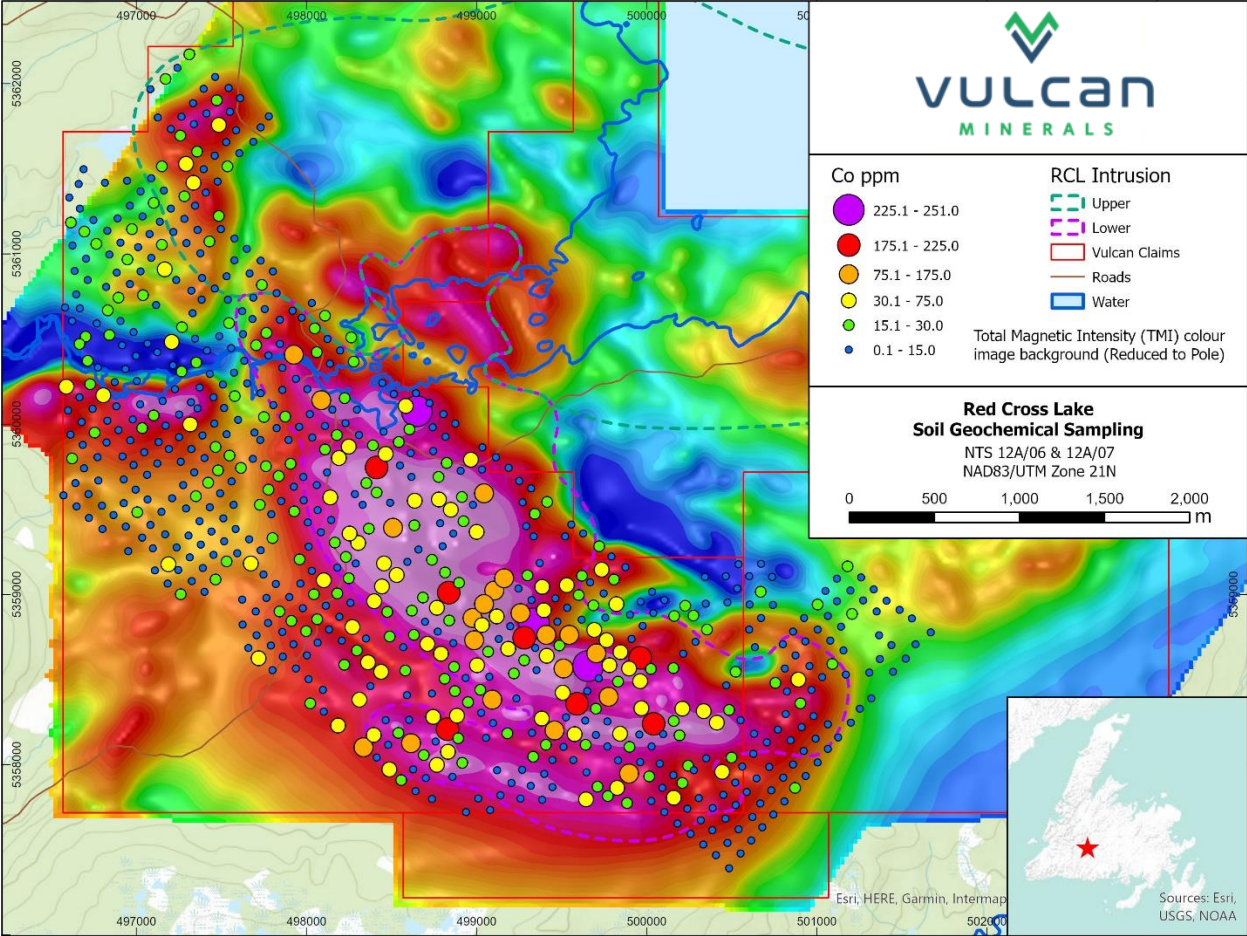 497000
498000
499000
500000
50
5362000
5361000
5360000
5359000
5358000
VULCAN
MINERALS
Co ppm
225.1 - 251.0
175.1 - 225.0
75.1 - 175.0
30.1 - 75.0
15.1 - 30.0
0.1 - 15.0
RCL Intrusion
Upper
Lower
Vulcan Claims
Roads
Water
Total Magnetic Intensity (TMI) colour
image background (Reduced to Pole)
Red Cross Lake
Soil Geochemical Sampling
NTS 12A/06 & 12A/07
NAD83/UTM Zone 21N
0 500 1,000 1,500 2,000
m
5359000
Esri, HERE, Garmin, Intermap
Sources: Esri,
USGS, NOAA
497000
498000
499000
500000
501000
502000